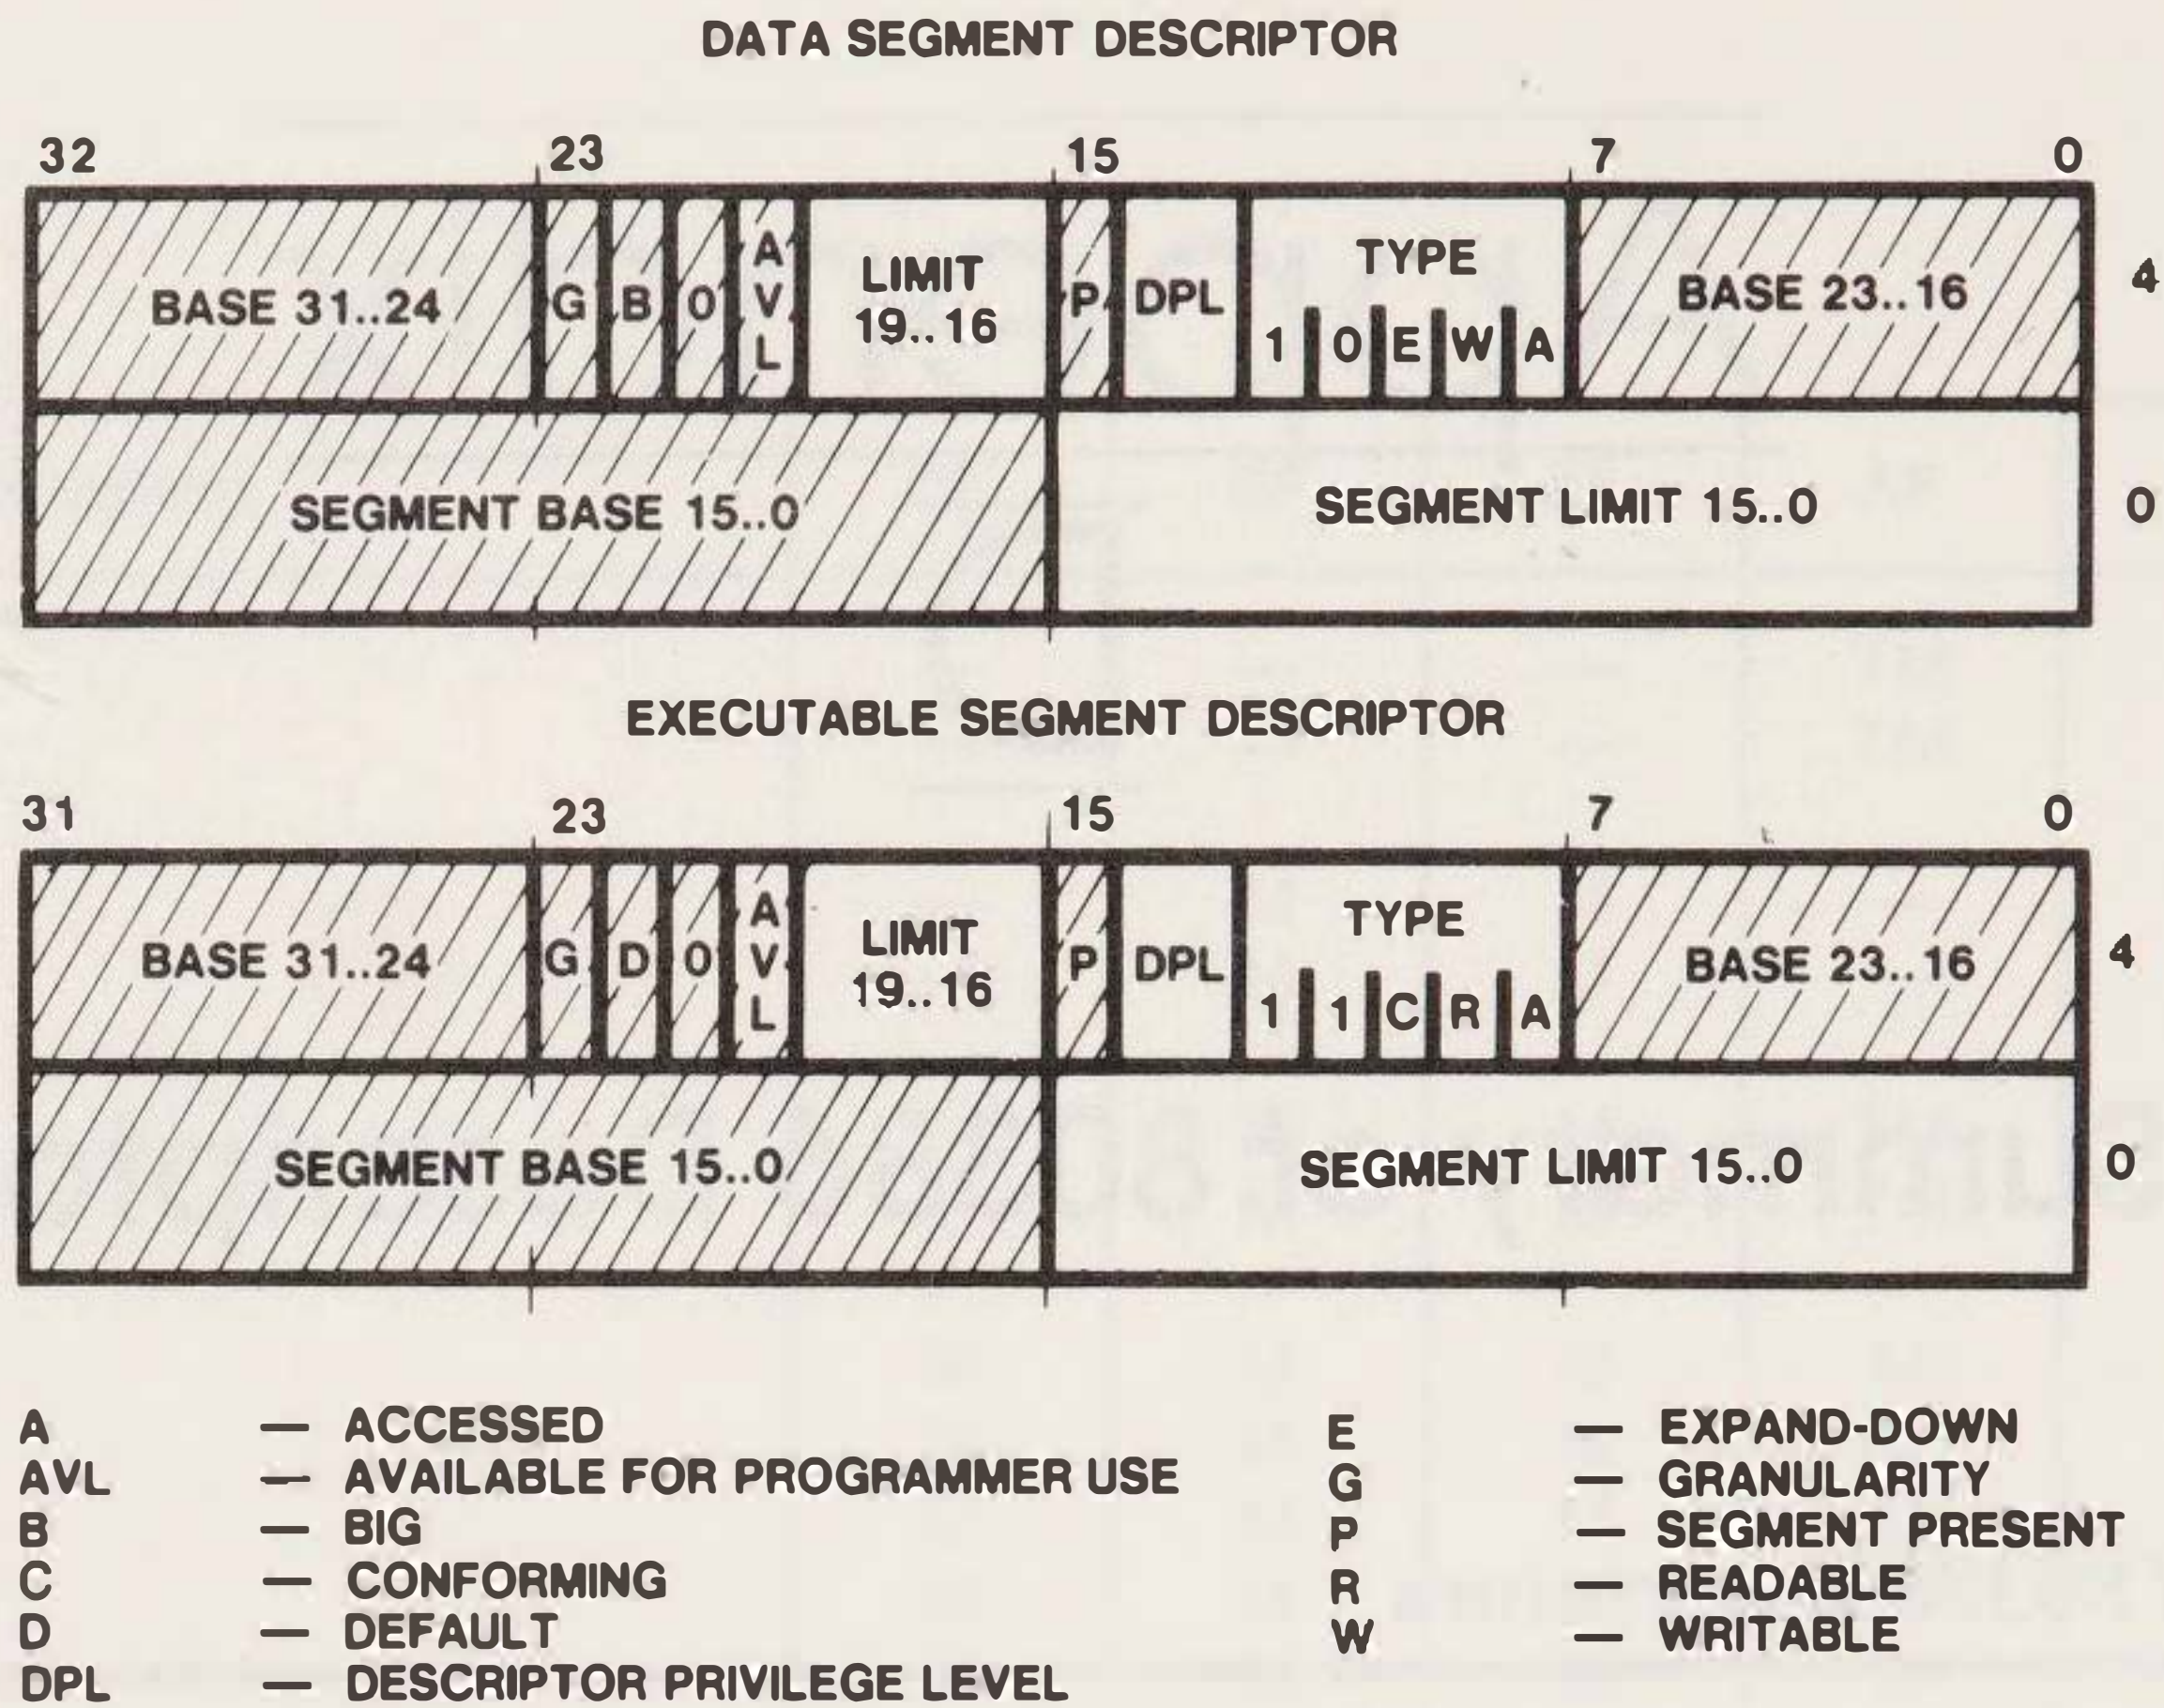 DATA SEGMENT DESCRIPTOR
32 23 15 7 0
BASE 31..24 G B 0 AVL LIMIT 19..16 P DPL TYPE 1 0 E W A BASE 23..16 4
SEGMENT BASE 15..0 SEGMENT LIMIT 15..0 0
EXECUTABLE SEGMENT DESCRIPTOR
31 23 15 7 0
BASE 31..24 G D 0 AVL LIMIT 19..16 P DPL TYPE 1 1 C R A BASE 23..16 4
SEGMENT BASE 15..0 SEGMENT LIMIT 15..0 0
A — ACCESSED
AVL — AVAILABLE FOR PROGRAMMER USE
B — BIG
C — CONFORMING
D — DEFAULT
DPL — DESCRIPTOR PRIVILEGE LEVEL
E — EXPAND-DOWN
G — GRANULARITY
P — SEGMENT PRESENT
R — READABLE
W — WRITABLE